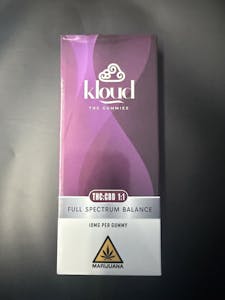 kloud
THC GUMMIES
THC:CBD 1:1
FULL SPECTRUM BALANCE
10MG PER GUMMY
MARIJUANA